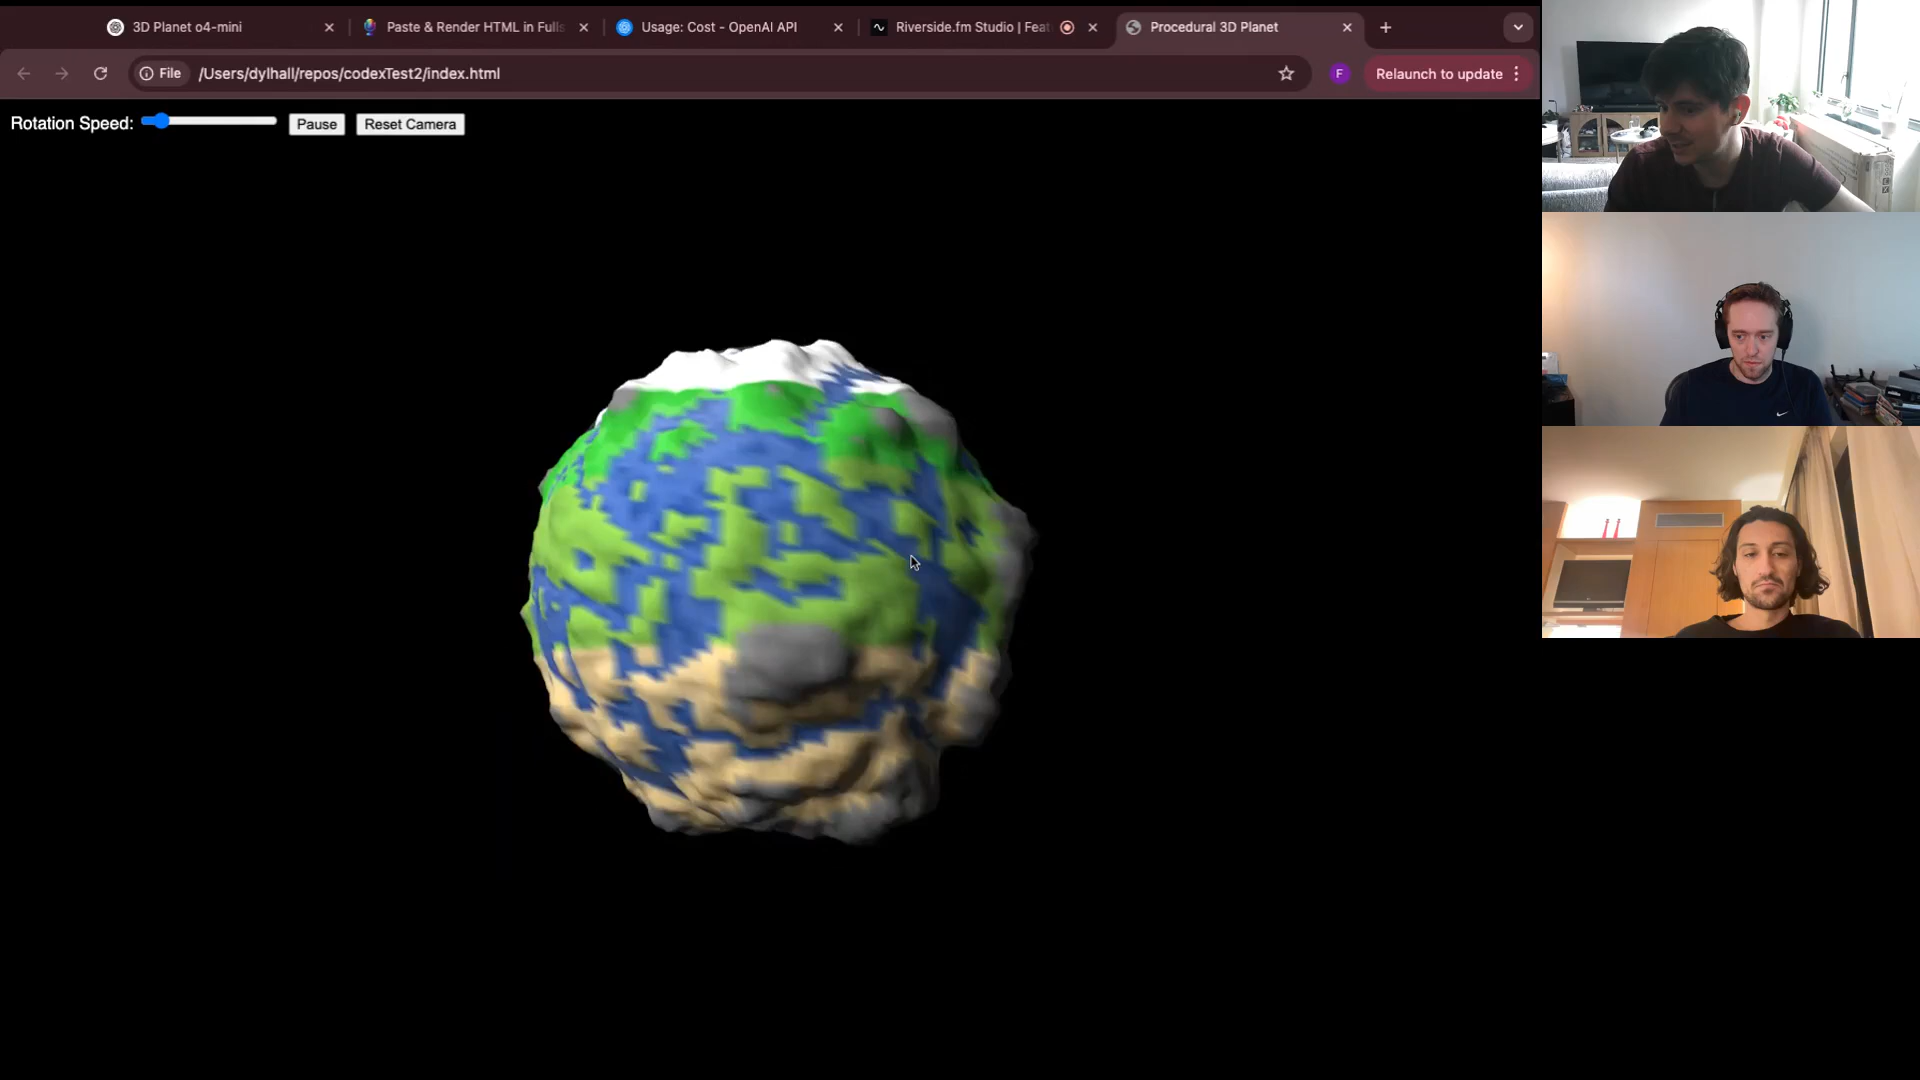 3D Planet o4-mini
Paste & Render HTML in Fulls
Usage: Cost - OpenAI API
Riverside.fm Studio | Feat
Procedural 3D Planet
File
/Users/dylhall/repos/codexTest2/index.html
F
Relaunch to update
Rotation Speed:
Pause
Reset Camera